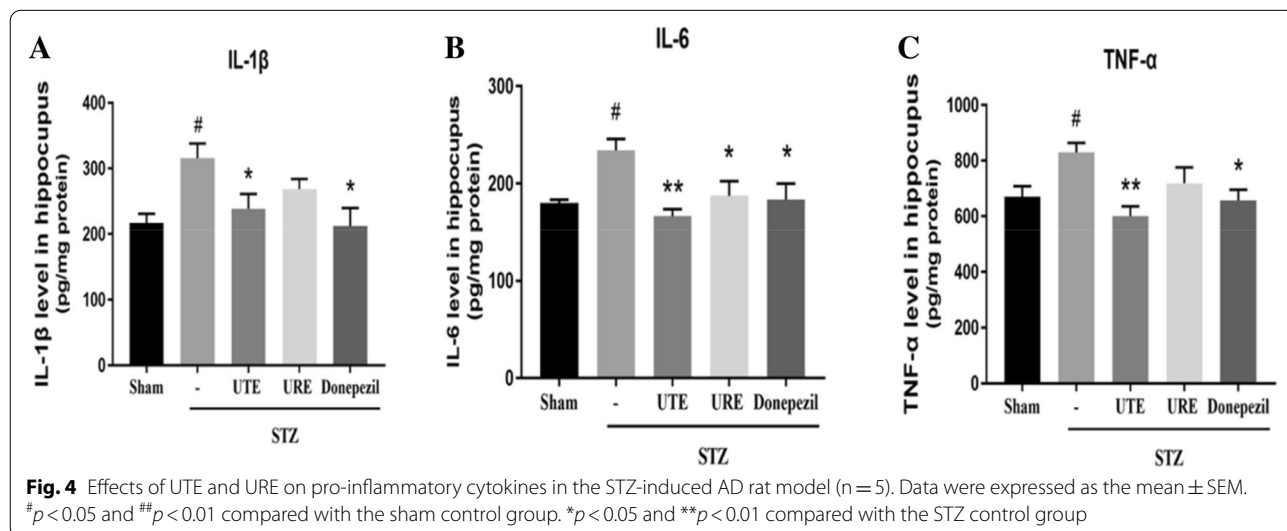 A
IL-1β
IL-1β level in hippocupus
(pg/mg protein)
400
300
200
100
0
#
*
*
Sham
-
UTE
URE
Donepezil
STZ
B
IL-6
IL-6 level in hippocupus
(pg/mg protein)
300
200
100
0
#
**
*
*
Sham
-
UTE
URE
Donepezil
STZ
C
TNF-α
TNF-α level in hippocupus
(pg/mg protein)
1000
800
600
400
200
0
#
**
*
Sham
-
UTE
URE
Donepezil
STZ
Fig. 4 Effects of UTE and URE on pro-inflammatory cytokines in the STZ-induced AD rat model (n = 5). Data were expressed as the mean ± SEM.
#p < 0.05 and ##p < 0.01 compared with the sham control group. *p < 0.05 and **p < 0.01 compared with the STZ control group